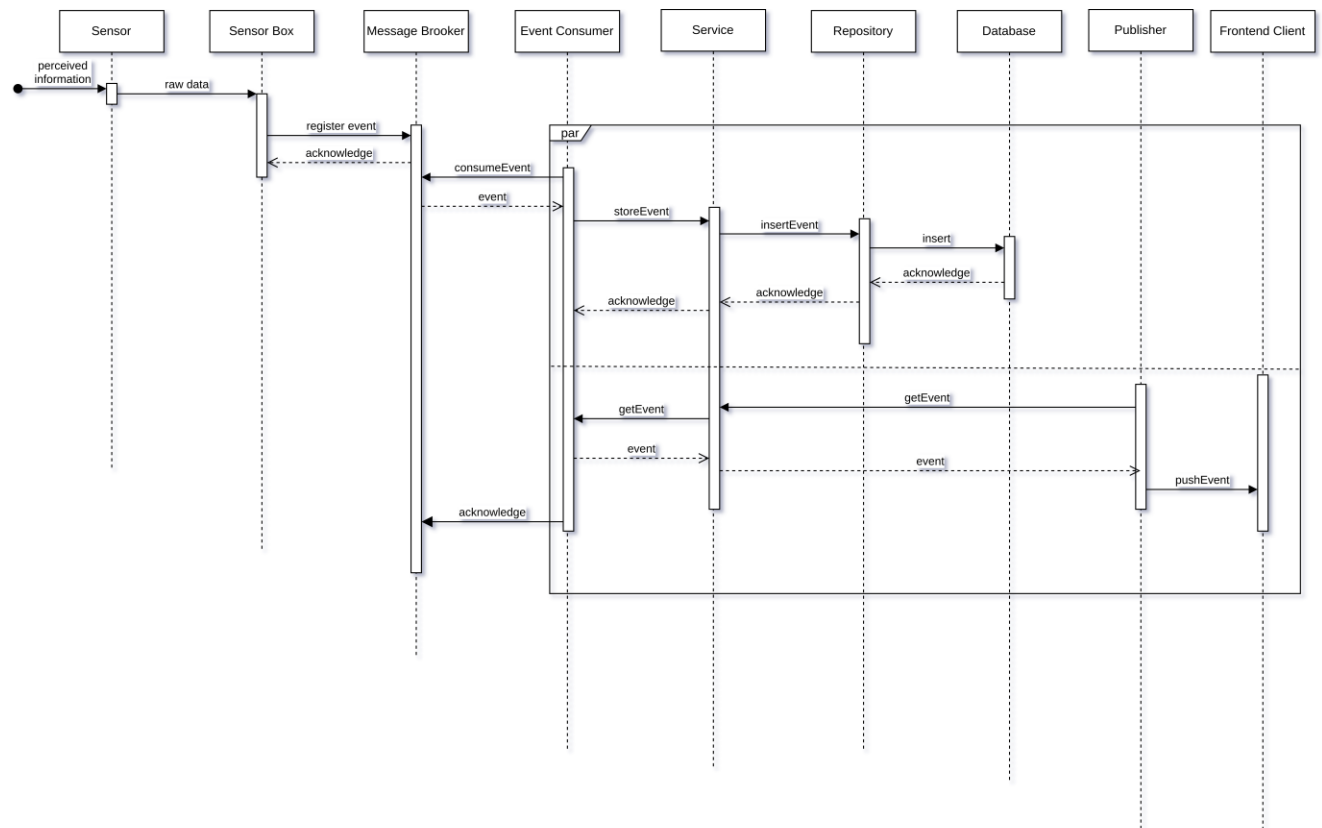 Sensor
Sensor Box
Message Brooker
Event Consumer
Service
Repository
Database
Publisher
Frontend Client
perceived
information
raw data
register event
par
acknowledge
consumeEvent
event
storeEvent
insertEvent
insert
acknowledge
acknowledge
acknowledge
getEvent
getEvent
event
event
pushEvent
acknowledge